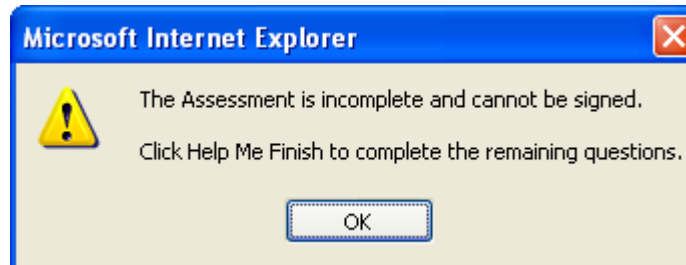 Microsoft Internet Explorer
The Assessment is incomplete and cannot be signed.
Click Help Me Finish to complete the remaining questions.
OK